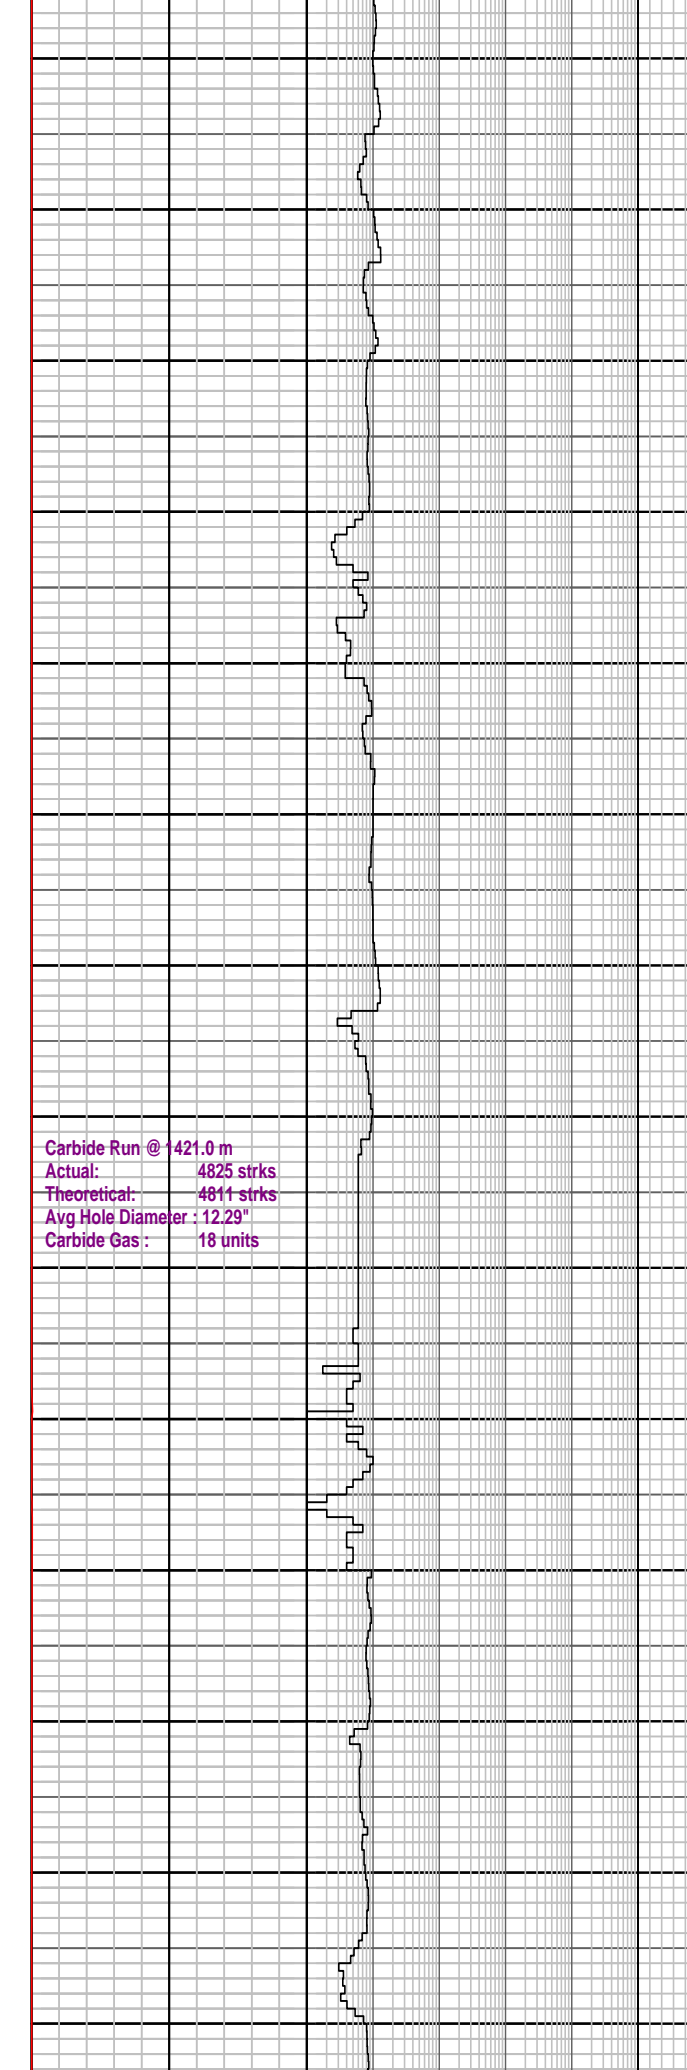 Carbide Run @ 1421.0 m
Actual: 4825 strks
Theoretical: 4811 strks
Avg Hole Diameter : 12.29"
Carbide Gas : 18 units